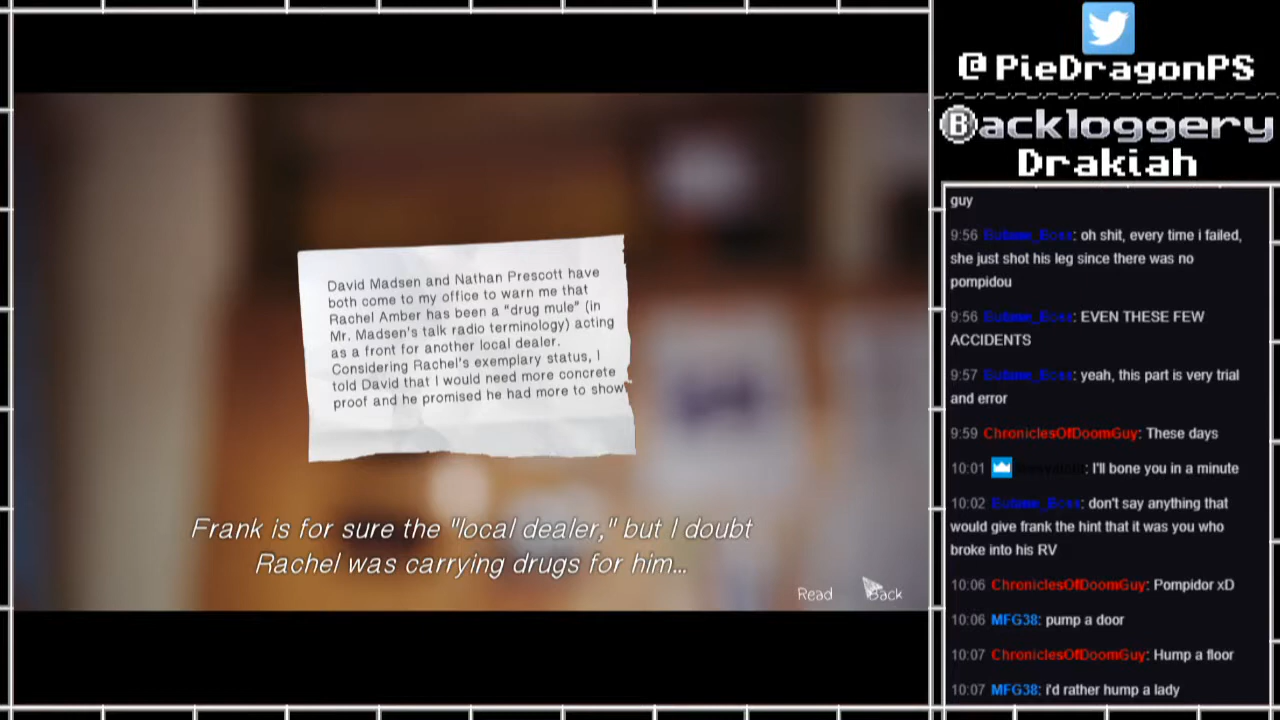 David Madsen and Nathan Prescott have
both come to my office to warn me that
Rachel Amber has been a "drug mule" (in
Mr. Madsen's talk radio terminology) acting
as a front for another local dealer.
Considering Rachel's exemplary status, I
told David that I would need more concrete
proof and he promised he had more to show
Frank is for sure the "local dealer," but I doubt
Rachel was carrying drugs for him...
Read
Back
@PieDragonPS
Backloggery
Drakiah
guy
9:56 : oh shit, every time i failed,
she just shot his leg since there was no
pompidou
9:56 : EVEN THESE FEW
ACCIDENTS
9:57 : yeah, this part is very trial
and error
9:59 ChroniclesOfDoomGuy: These days
10:01 : I'll bone you in a minute
10:02 : don't say anything that
would give frank the hint that it was you who
broke into his RV
10:06 ChroniclesOfDoomGuy: Pompidor xD
10:06 MFG38: pump a door
10:07 ChroniclesOfDoomGuy: Hump a floor
10:07 MFG38: i'd rather hump a lady